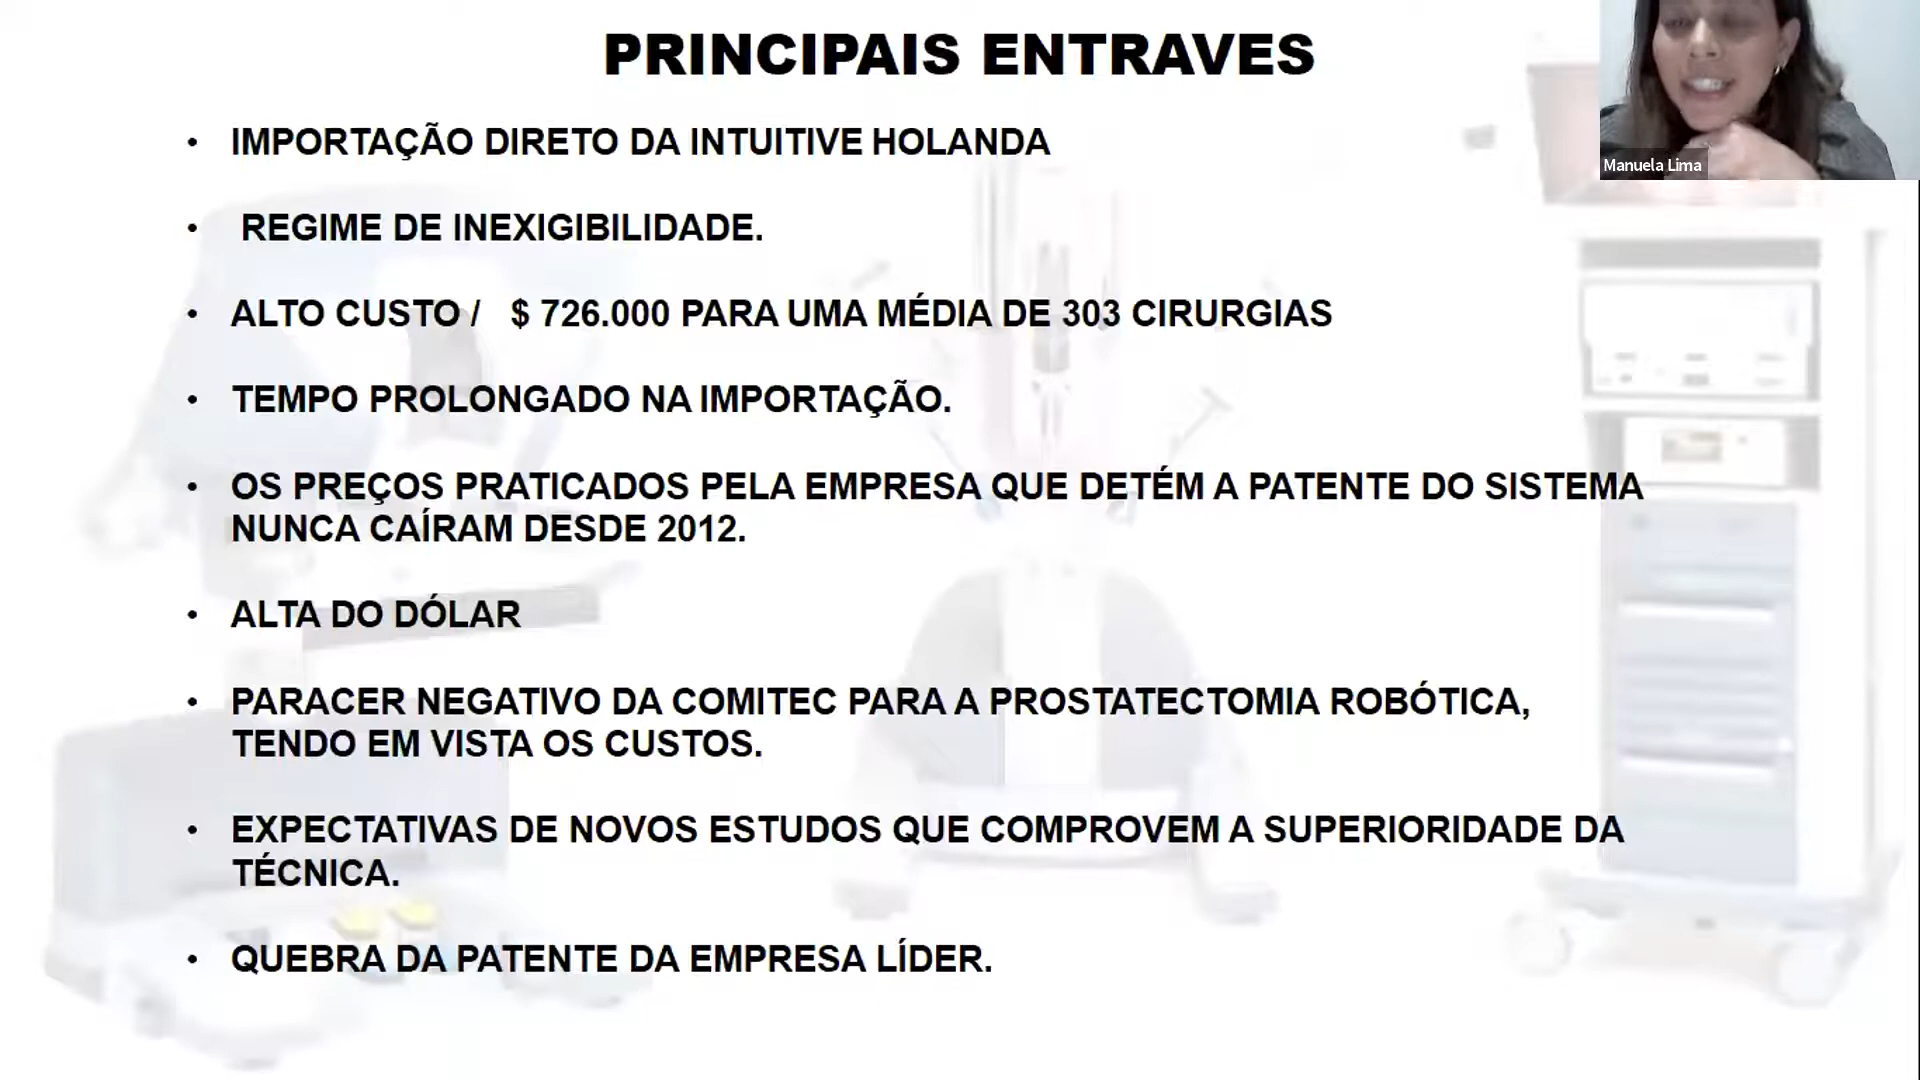 PRINCIPAIS ENTRAVES
• IMPORTAÇÃO DIRETO DA INTUITIVE HOLANDA
• REGIME DE INEXIGIBILIDADE.
• ALTO CUSTO / $ 726.000 PARA UMA MÉDIA DE 303 CIRURGIAS
• TEMPO PROLONGADO NA IMPORTAÇÃO.
• OS PREÇOS PRATICADOS PELA EMPRESA QUE DETÉM A PATENTE DO SISTEMA
NUNCA CAÍRAM DESDE 2012.
• ALTA DO DÓLAR
• PARACER NEGATIVO DA COMITEC PARA A PROSTATECTOMIA ROBÓTICA,
TENDO EM VISTA OS CUSTOS.
• EXPECTATIVAS DE NOVOS ESTUDOS QUE COMPROVEM A SUPERIORIDADE DA
TÉCNICA.
• QUEBRA DA PATENTE DA EMPRESA LÍDER.
Manuela Lima